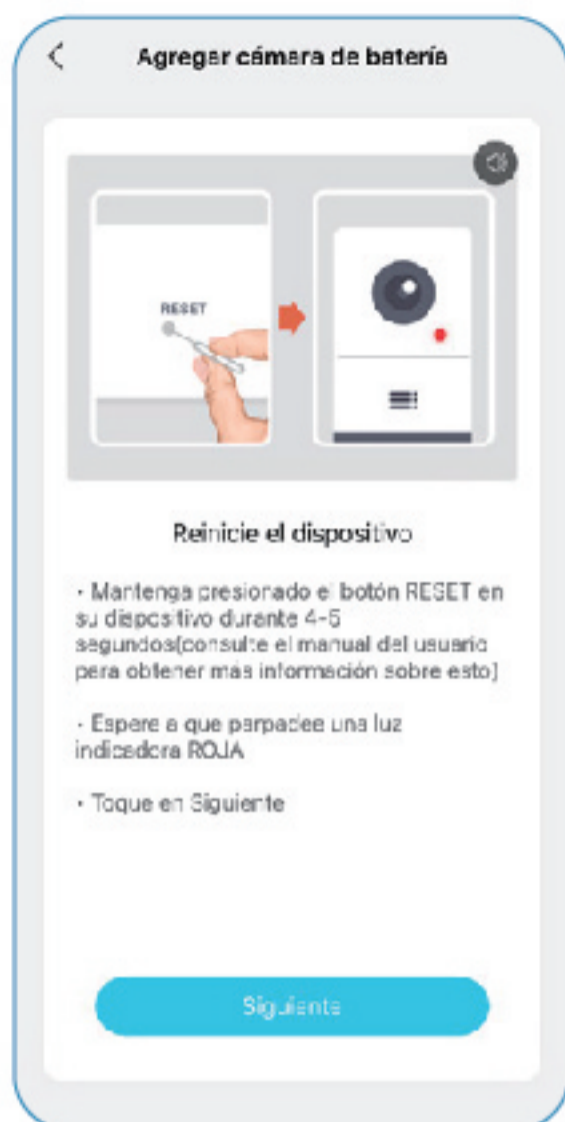 Agregar cámara de batería
RESET
Reinicie el dispositivo
• Mantenga presionado el botón RESET en
su dispositivo durante 4-5
segundos(consulte el manual del usuario
para obtener más información sobre esto)
• Espere a que parpadee una luz
indicadora ROJA
• Toque en Siguiente
Siguiente